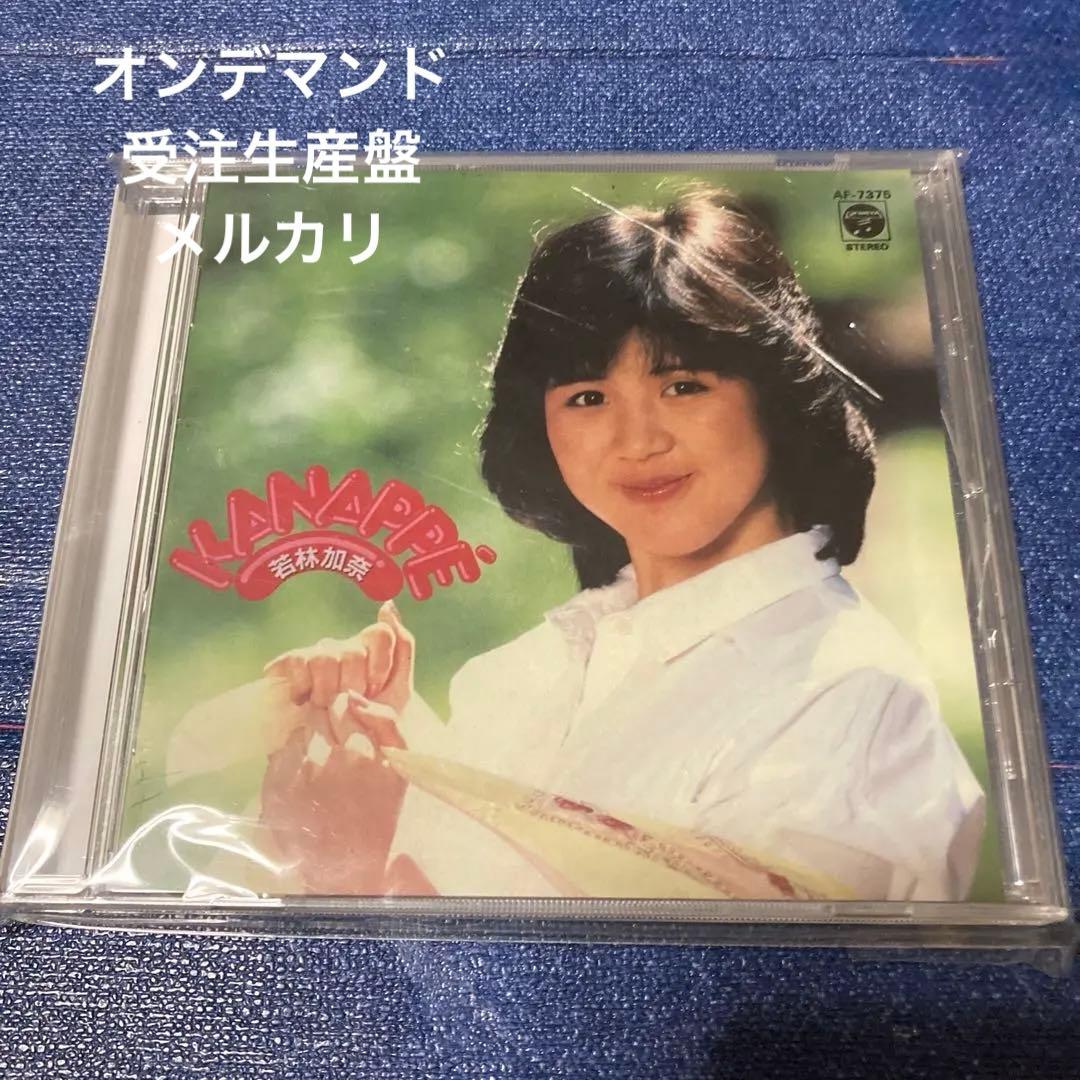 オンデマンド
受注生産盤
メルカリ
AF-7375
STEREO
KANAPPÉ
若林加奈